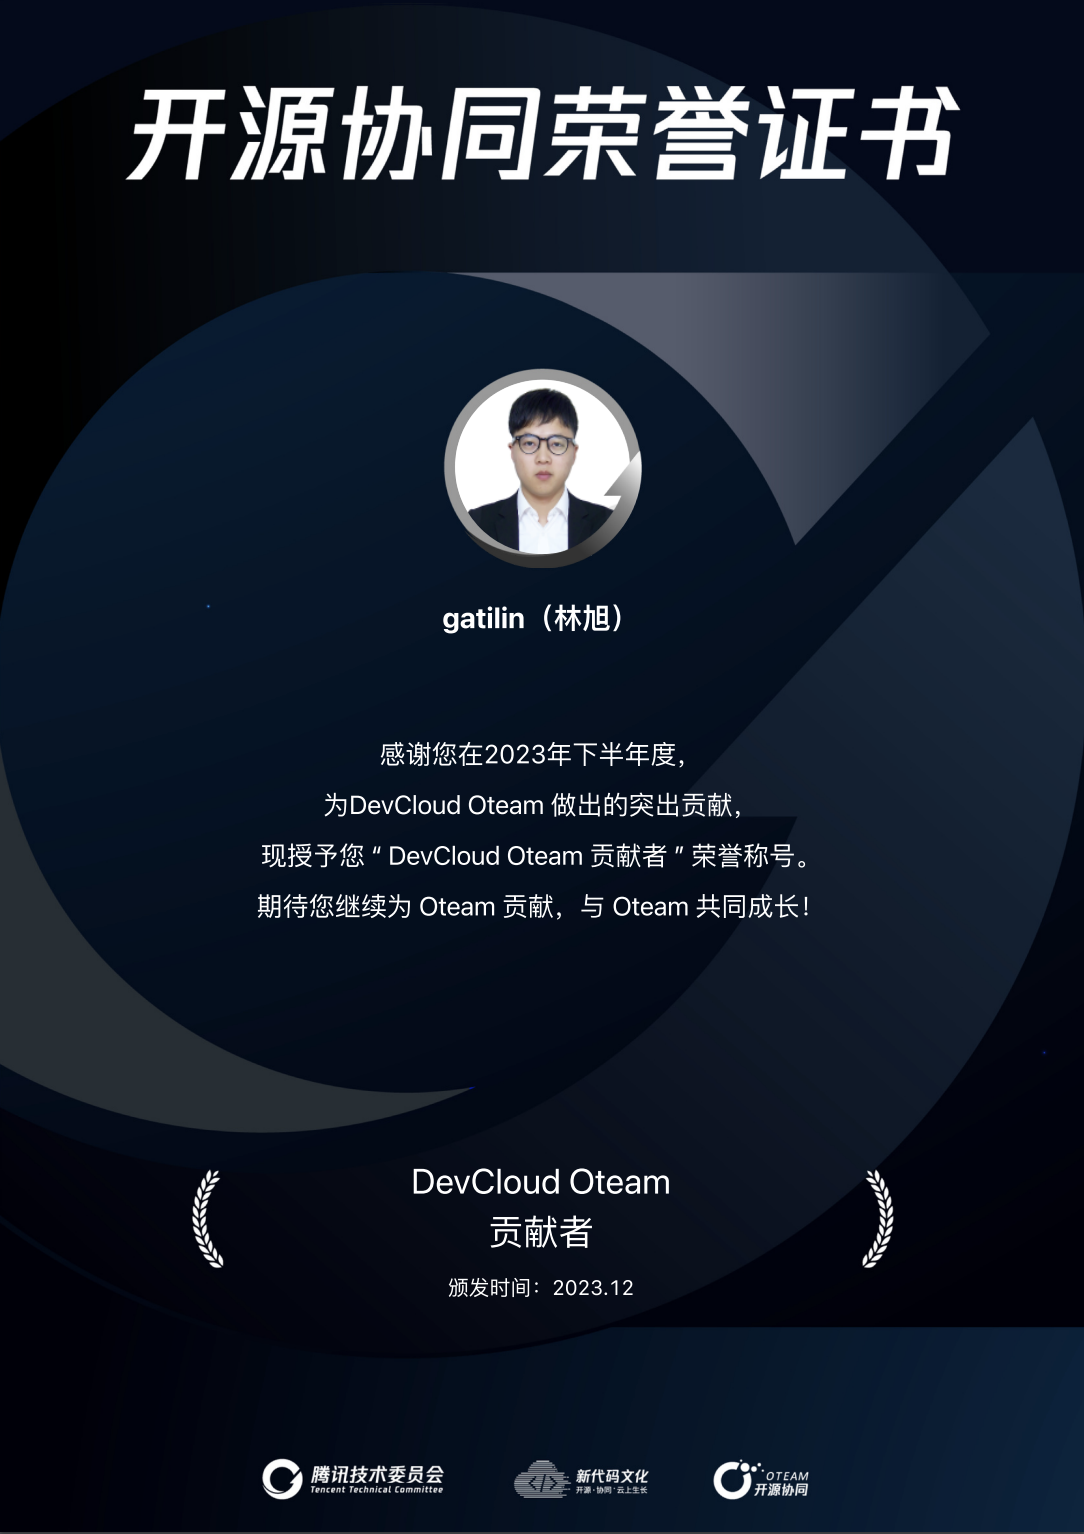 开源协同荣誉证书
gatilin（林旭）
感谢您在2023年下半年度，
为DevCloud Oteam 做出的突出贡献，
现授予您 “ DevCloud Oteam 贡献者 ” 荣誉称号。
期待您继续为 Oteam 贡献，与 Oteam 共同成长！
DevCloud Oteam
贡献者
颁发时间：2023.12
腾讯技术委员会
Tencent Technical Committee
新代码文化
开源·协同·云上生长
OTEAM
开源协同